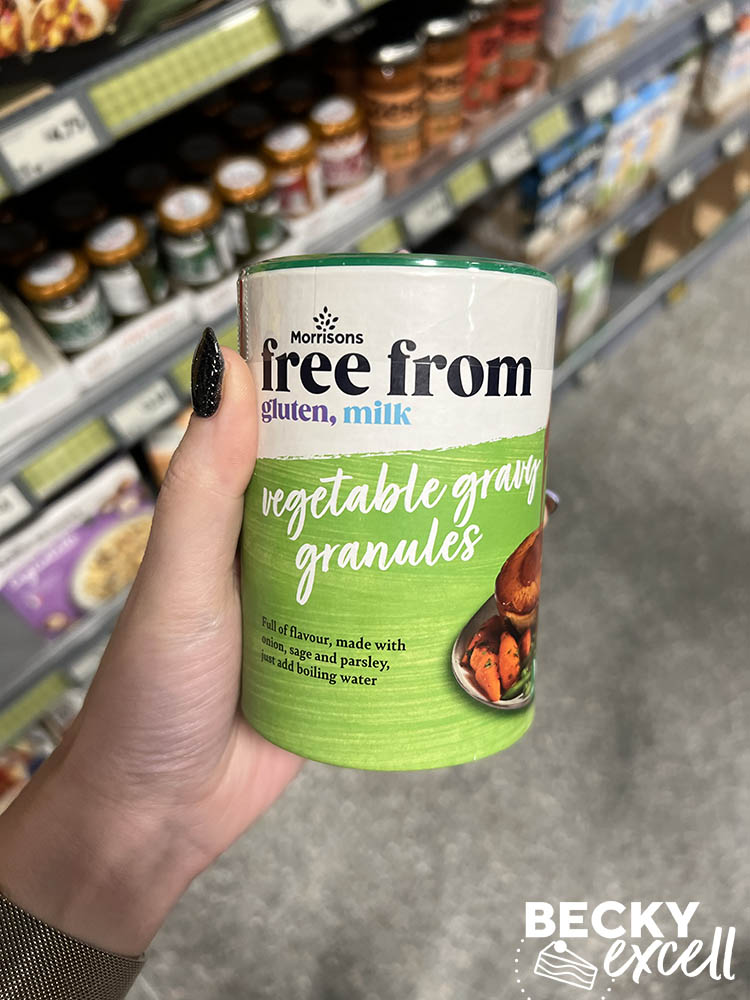 Morrisons
free from
gluten, milk
vegetable gravy
granules
Full of flavour, made with
onion, sage and parsley,
just add boiling water
BECKY
excell